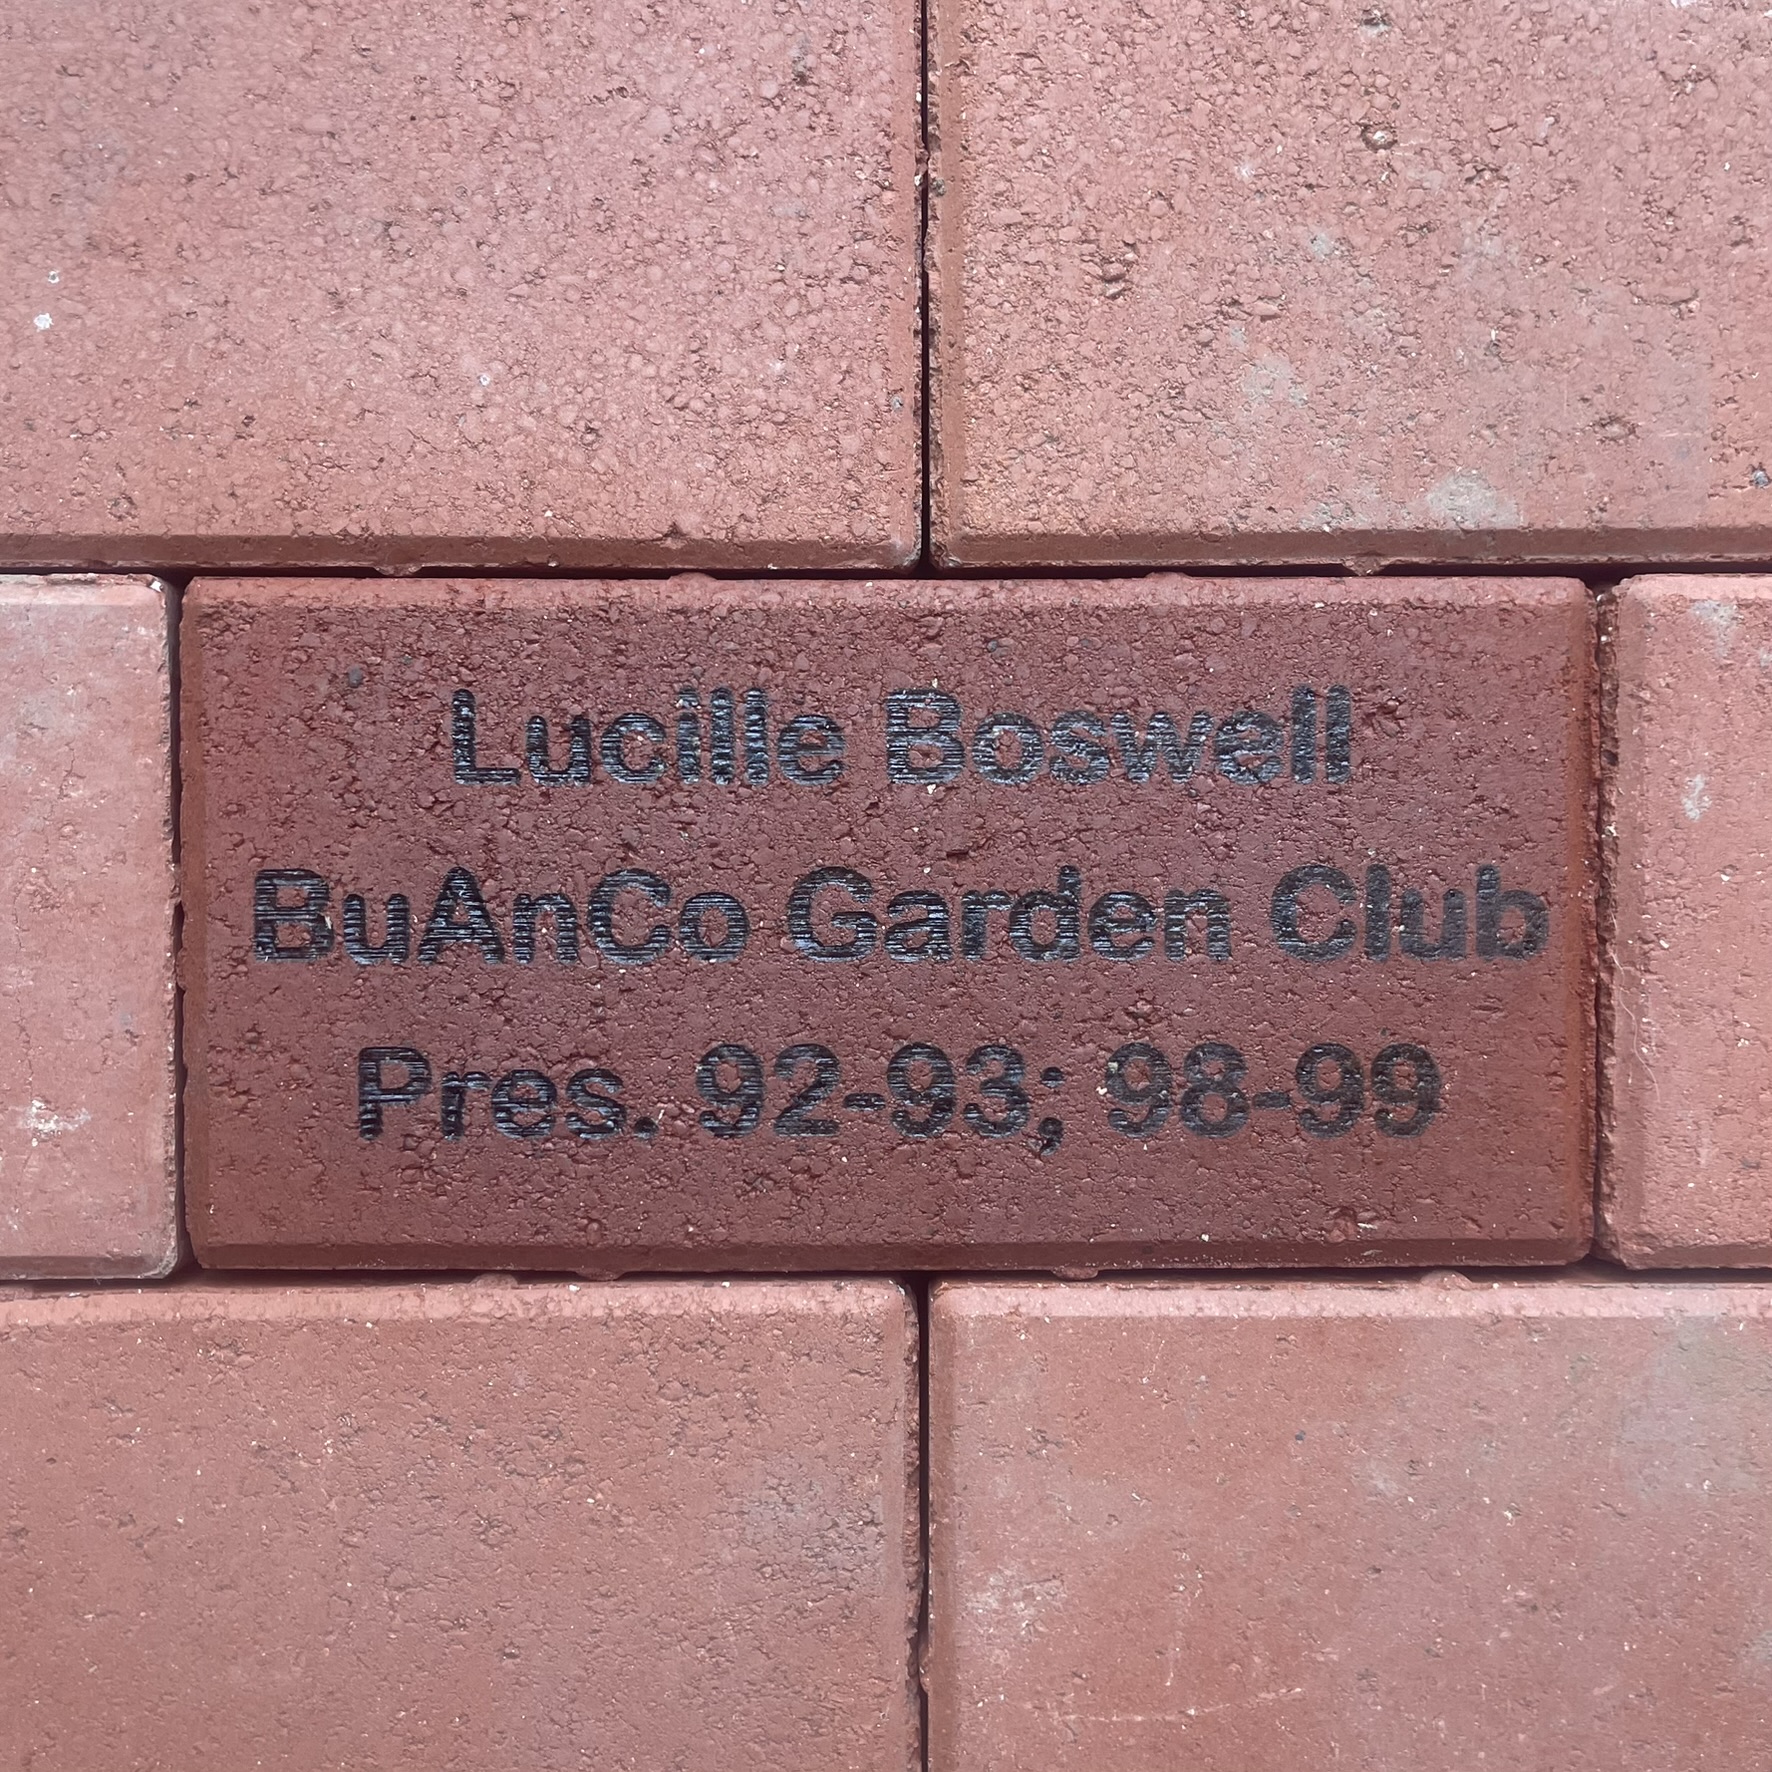 Lucille Boswell
BuAnCo Garden Club
Pres. 92-93; 98-99